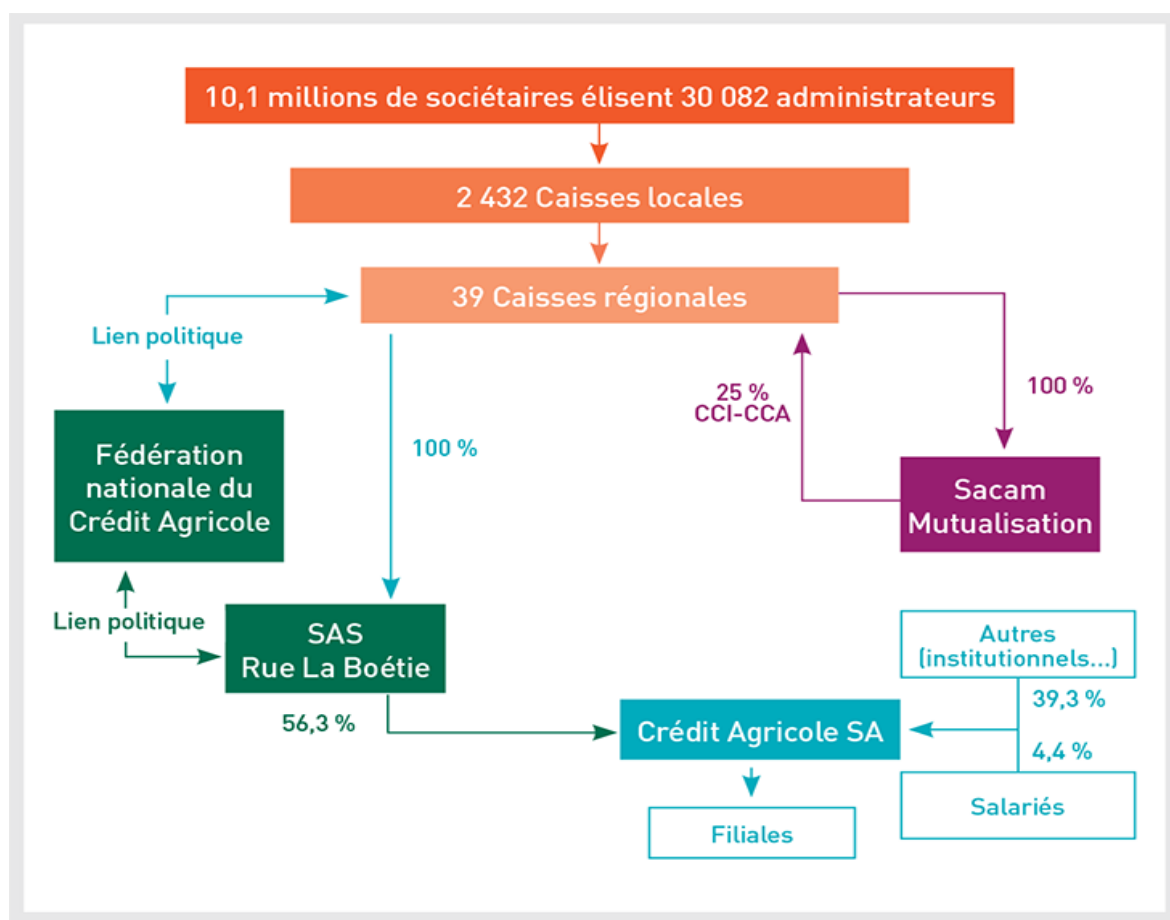 10,1 millions de sociétaires élisent 30 082 administrateurs
2 432 Caisses locales
39 Caisses régionales
Lien politique
25 %
CCI-CCA
100 %
Fédération
nationale du
Crédit Agricole
100 %
Sacam
Mutualisation
Lien politique
SAS
Rue La Boétie
Autres
(institutionnels...)
56,3 %
39,3 %
Crédit Agricole SA
4,4 %
Salariés
Filiales